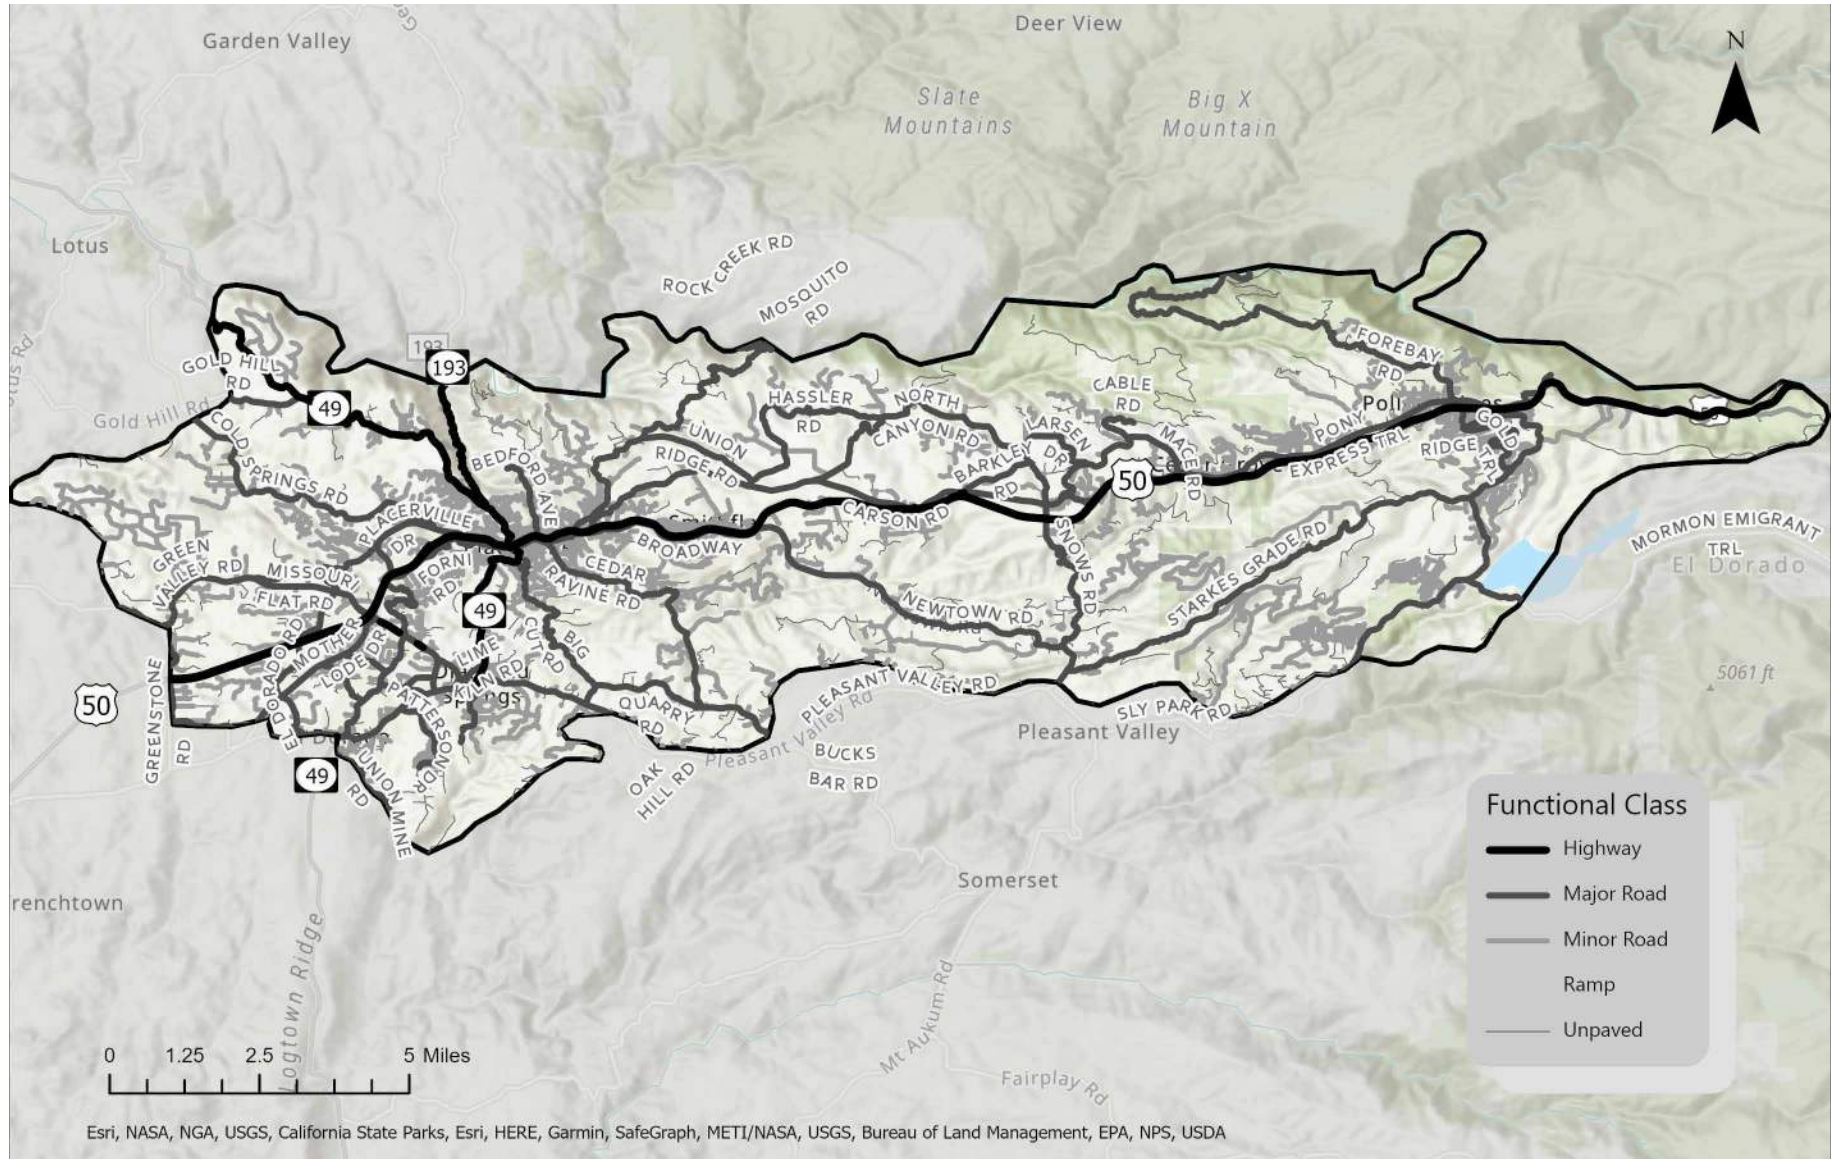 Deer View
Garden Valley
N
Slate
Mountains
Big X
Mountain
Lotus
ROCK CREEK RD
MOSQUITO
RD
193
193
FOREBAY
RD
GOLD HILL
RD
49
Gold Hill Rd
CABLE
RD
HASSLER
RD
NORTH
CANYON RD
LARSEN
DR
COLD
SPRINGS RD
UNION
RIDGE RD
BEDFORD AVE
BARKLEY
RD
MACE RD
PONY
EXPRESS TRL
GOLD
RIDGE
TRL
50
PLACERVILLE
DR
CARSON RD
BROADWAY
SNOWS RD
STARKES GRADE RD
MORMON EMIGRANT
TRL
El Dorado
GREEN
VALLEY RD
MISSOURI
FLAT RD
FORNI
RD
CEDAR
RAVINE RD
NEWTOWN RD
49
BIG
CUT RD
LIME
KILN RD
EL DORADO RD
MOTHER
LODE DR
PATTERSON DR
QUARRY
RD
PLEASANT VALLEY RD
Pleasant Valley Rd
SLY PARK RD
5061 ft
50
GREENSTONE
RD
Pleasant Valley
49
UNION MINE
RD
OAK
HILL RD
BUCKS
BAR RD
Somerset
renchtown
Logtown Ridge
Mt Aukum Rd
Fairplay Rd
Functional Class
Highway
Major Road
Minor Road
Ramp
Unpaved
0 1.25 2.5 5 Miles
Esri, NASA, NGA, USGS, California State Parks, Esri, HERE, Garmin, SafeGraph, METI/NASA, USGS, Bureau of Land Management, EPA, NPS, USDA